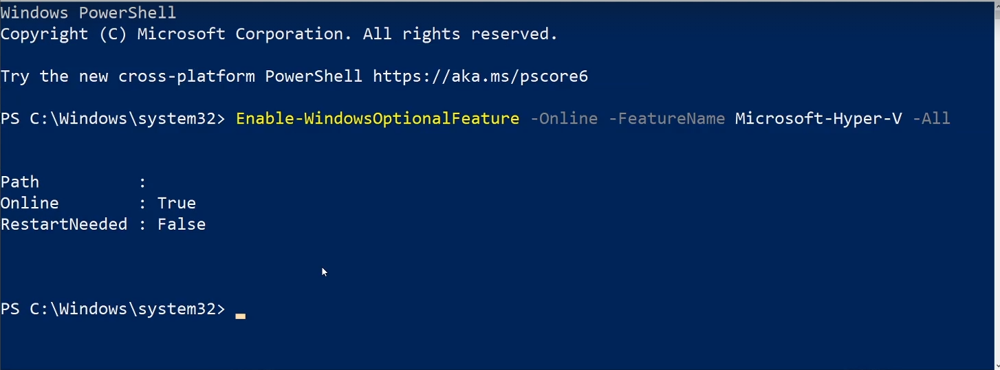 Windows PowerShell
Copyright (C) Microsoft Corporation. All rights reserved.
Try the new cross-platform PowerShell https://aka.ms/pscore6
PS C:\Windows\system32> Enable-WindowsOptionalFeature -Online -FeatureName Microsoft-Hyper-V -All
Path          :
Online        : True
RestartNeeded : False
PS C:\Windows\system32>